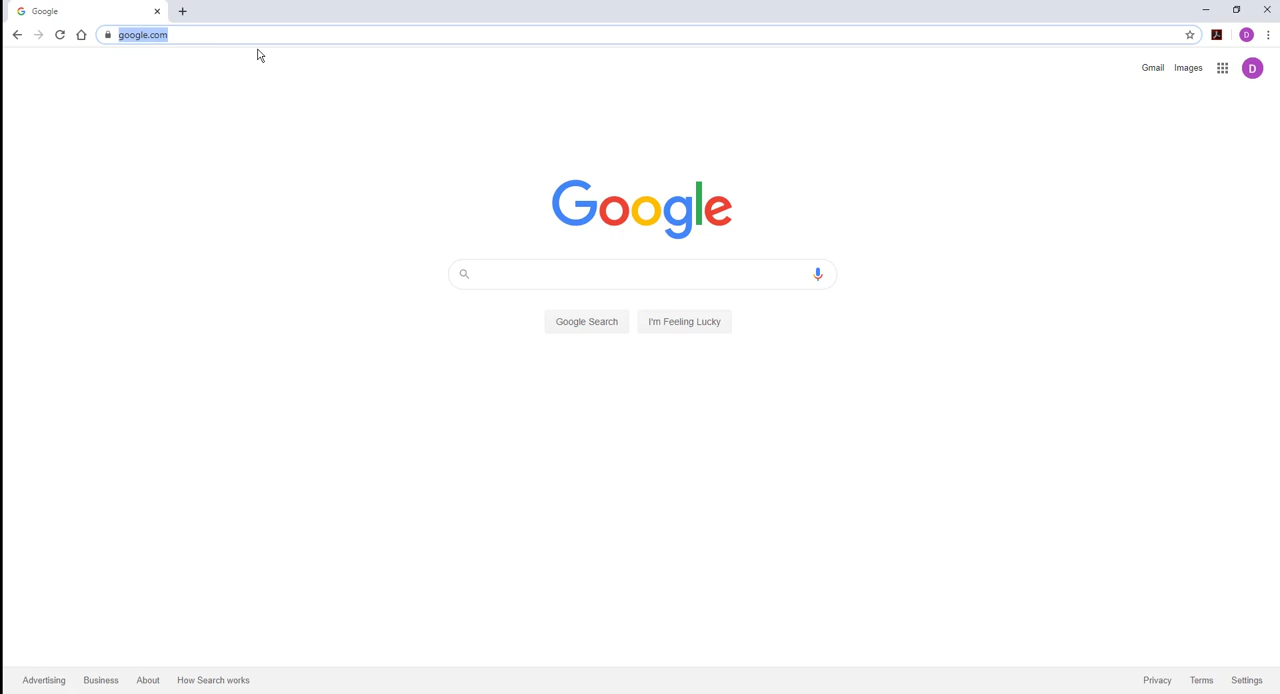 Google
google.com
D
Gmail Images
D
Google
Google Search I'm Feeling Lucky
Advertising Business About How Search works
Privacy Terms Settings